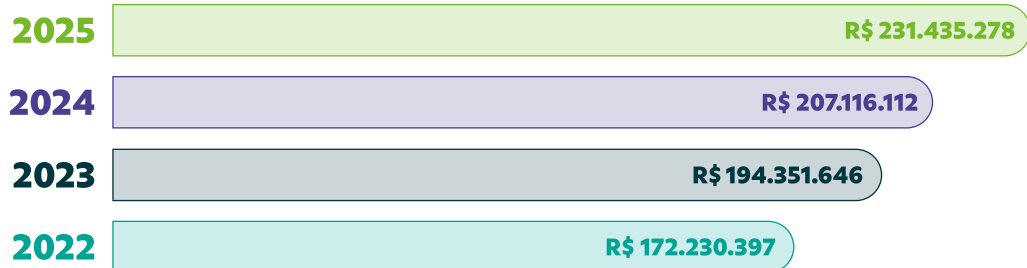 2025 R$ 231.435.278
2024 R$ 207.116.112
2023 R$ 194.351.646
2022 R$ 172.230.397